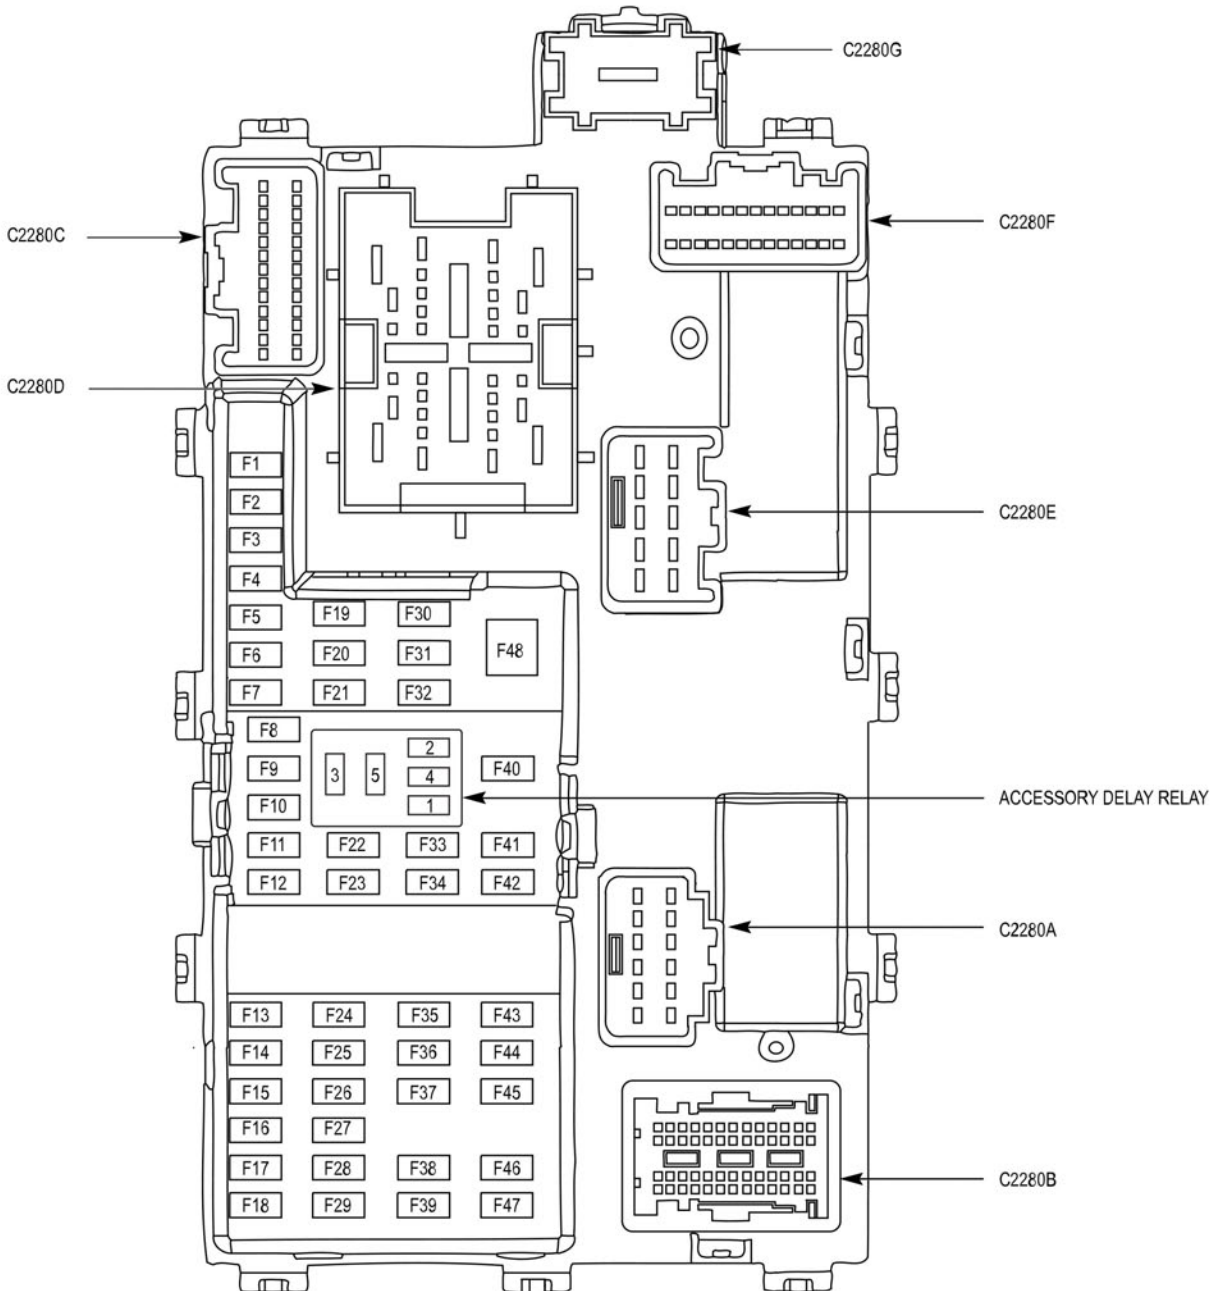 C2280G
C2280C
C2280F
C2280D
F1
F2
C2280E
F3
F4
F5 F19 F30
F6 F20 F31 F48
F7 F21 F32
F8
2
F9 3 5 4 F40
F10 1 ACCESSORY DELAY RELAY
F11 F22 F33 F41
F12 F23 F34 F42
C2280A
F13 F24 F35 F43
F14 F25 F36 F44
F15 F26 F37 F45
F16 F27
F17 F28 F38 F46
C2280B
F18 F29 F39 F47